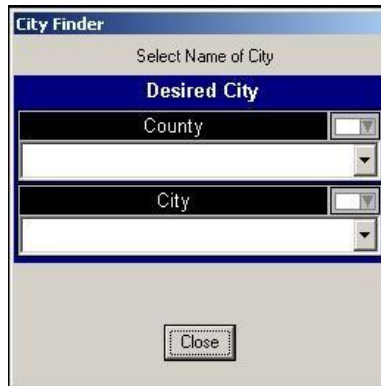 City Finder
Select Name of City
Desired City
County
City
Close